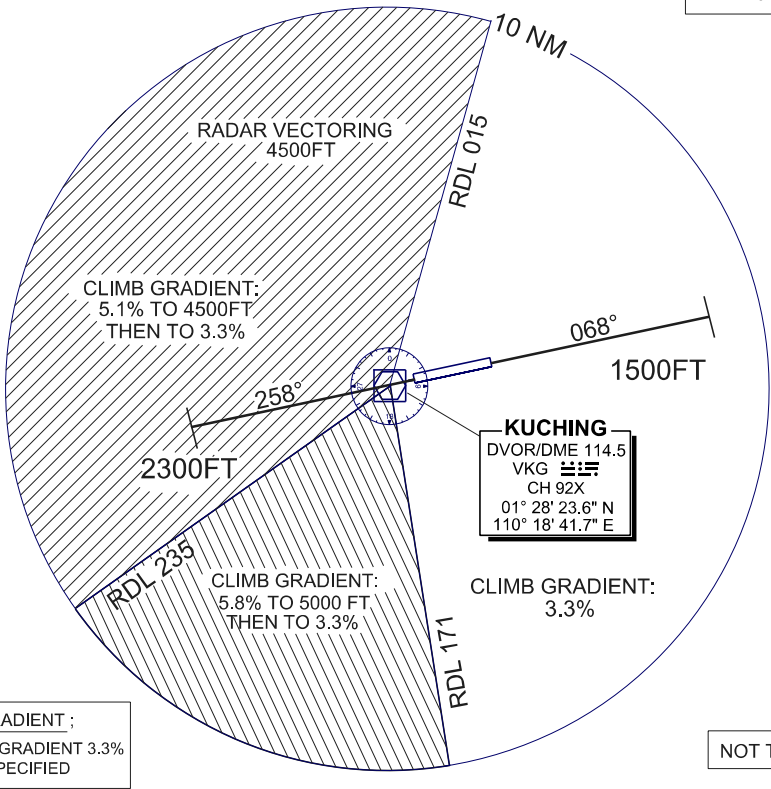 10 NM
RADAR VECTORING
4500FT
RDL 015
CLIMB GRADIENT:
5.1% TO 4500FT
THEN TO 3.3%
068°
1500FT
258°
2300FT
KUCHING
DVOR/DME 114.5
VKG
CH 92X
01° 28' 23.6" N
110° 18' 41.7" E
RDL 235
CLIMB GRADIENT:
5.8% TO 5000 FT
THEN TO 3.3%
CLIMB GRADIENT:
3.3%
RDL 171
ADIENT ;
GRADIENT 3.3%
PECIFIED
NOT T